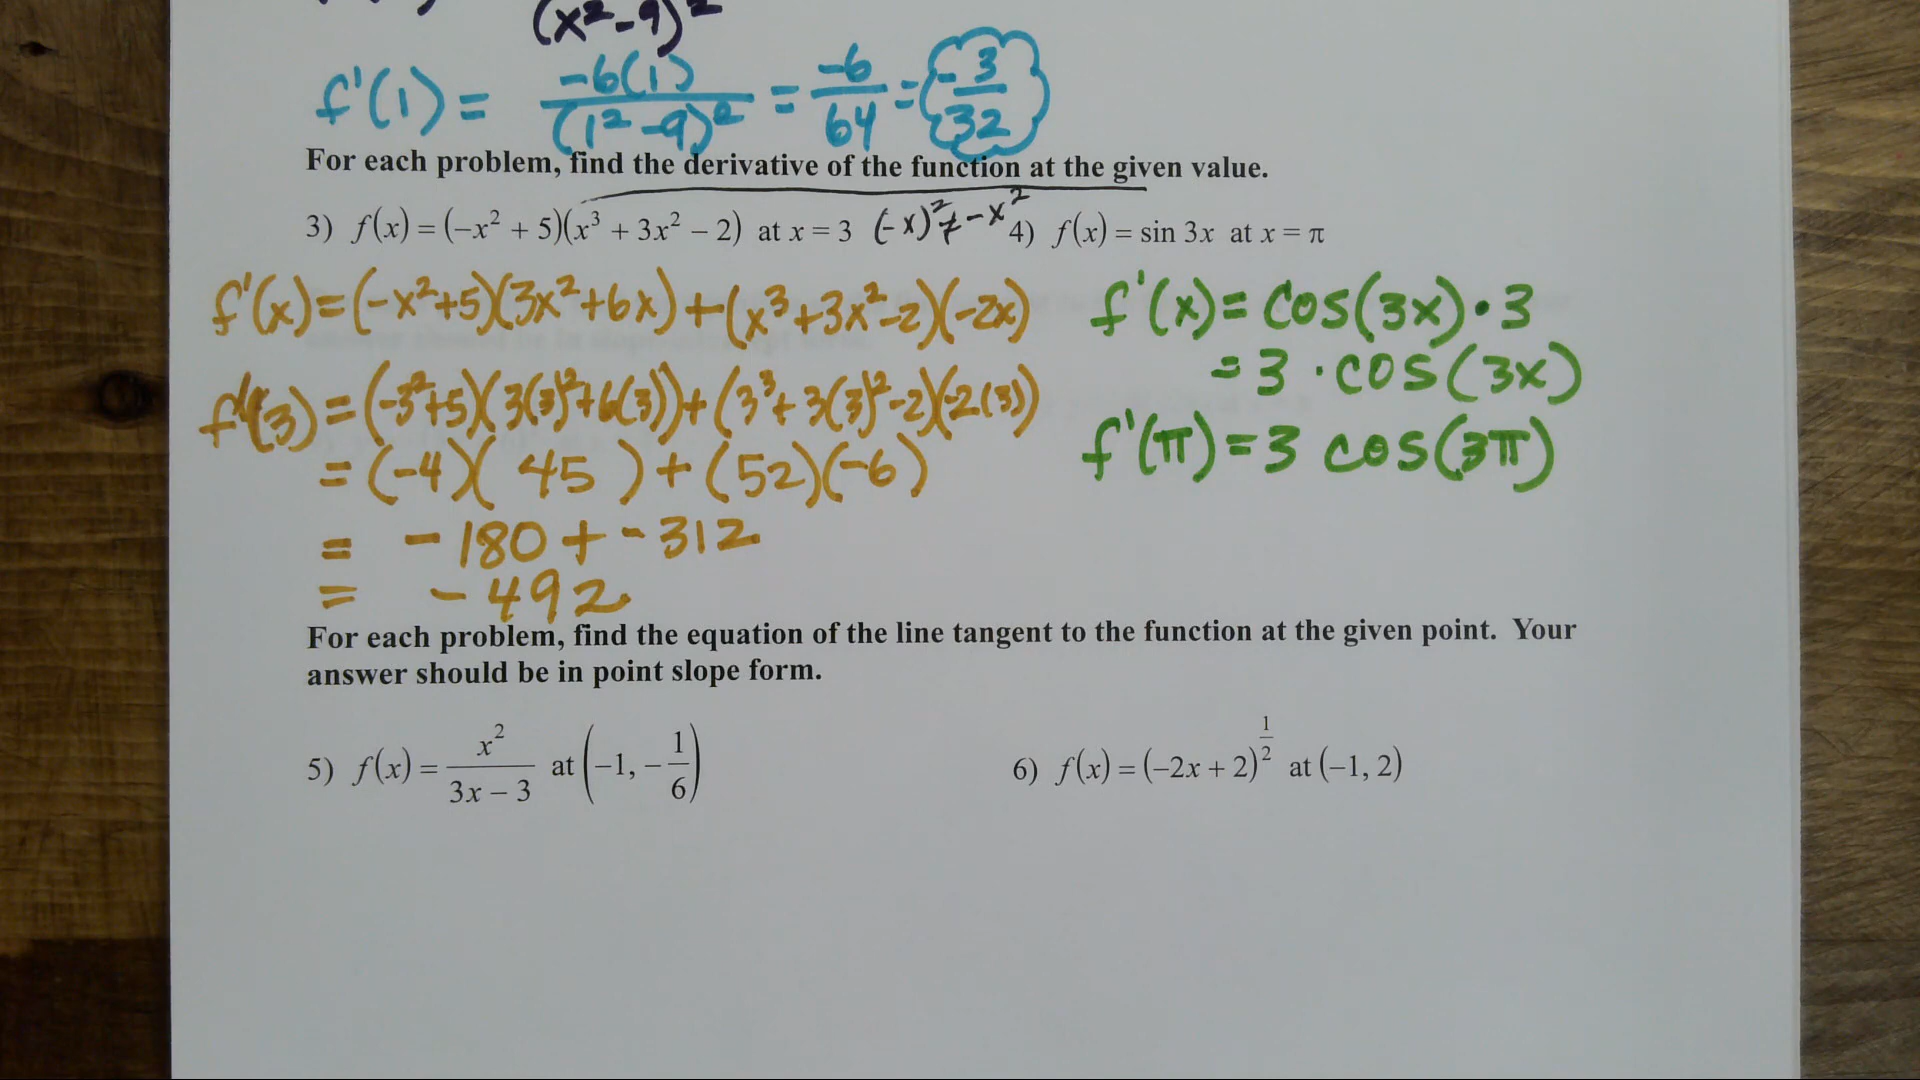 (x²-9)²
f'(1) = -6(1)/(1²-9)² = -6/64 = -3/32
For each problem, find the derivative of the function at the given value.
3) f(x) = (−x² + 5)(x³ + 3x² − 2) at x = 3 (-x)² ≠ -x²
f'(x)=(-x²+5)(3x²+6x)+(x³+3x²-2)(-2x)
f'(3)=(-3²+5)(3(3)²+6(3))+(3³+3(3)²-2)(-2(3))
= (-4)( 45 )+(52)(-6)
= -180+-312
= -492
4) f(x) = sin 3x at x = π
f'(x)= cos(3x)·3
= 3·cos(3x)
f'(π)=3 cos(3π)
For each problem, find the equation of the line tangent to the function at the given point. Your
answer should be in point slope form.
5) f(x) = x²/(3x − 3) at (−1, −1/6)
6) f(x) = (−2x + 2)^(1/2) at (−1, 2)